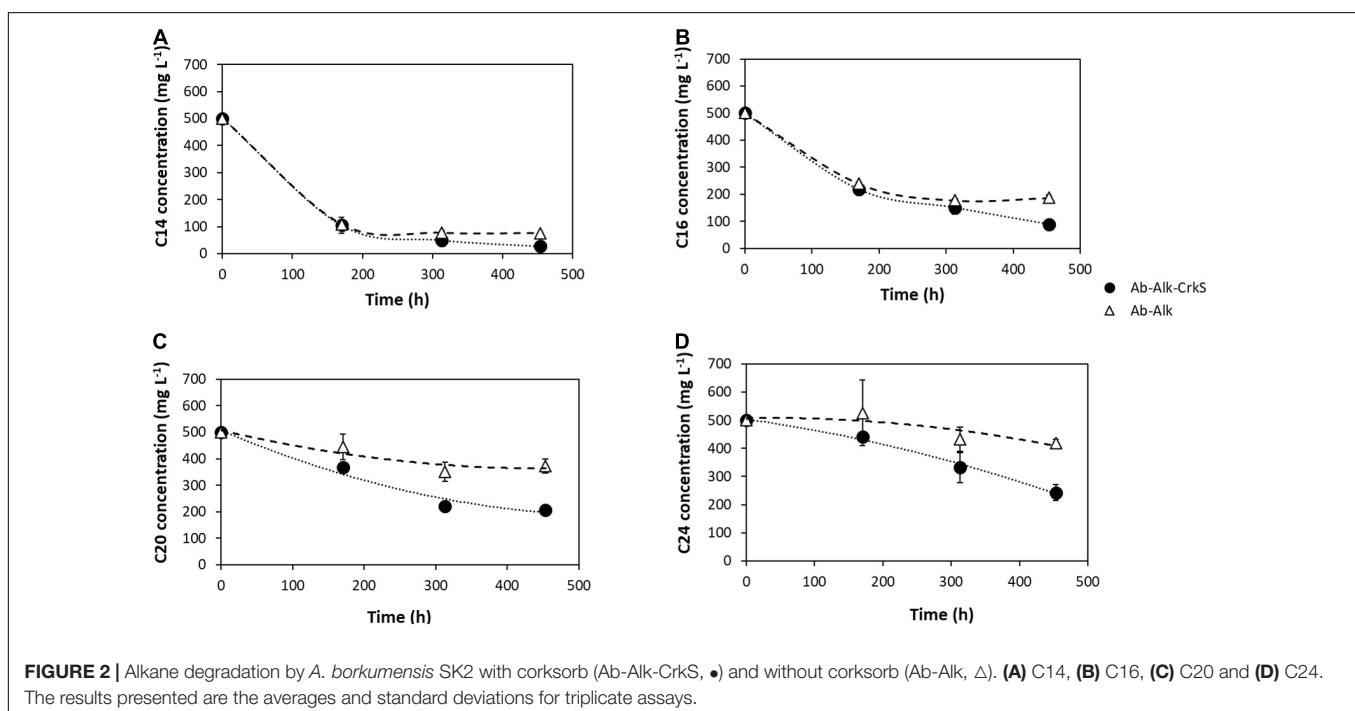 A
C14 concentration (mg L⁻¹)
700
600
500
400
300
200
100
0
0 100 200 300 400 500
Time (h)
B
C16 concentration (mg L⁻¹)
700
600
500
400
300
200
100
0
0 100 200 300 400 500
Time (h)
● Ab-Alk-CrkS
△ Ab-Alk
C
C20 concentration (mg L⁻¹)
700
600
500
400
300
200
100
0
0 100 200 300 400 500
Time (h)
D
C24 concentration (mg L⁻¹)
700
600
500
400
300
200
100
0
0 100 200 300 400 500
Time (h)
FIGURE 2 | Alkane degradation by A. borkumensis SK2 with corksorb (Ab-Alk-CrkS, •) and without corksorb (Ab-Alk, △). (A) C14, (B) C16, (C) C20 and (D) C24.
The results presented are the averages and standard deviations for triplicate assays.